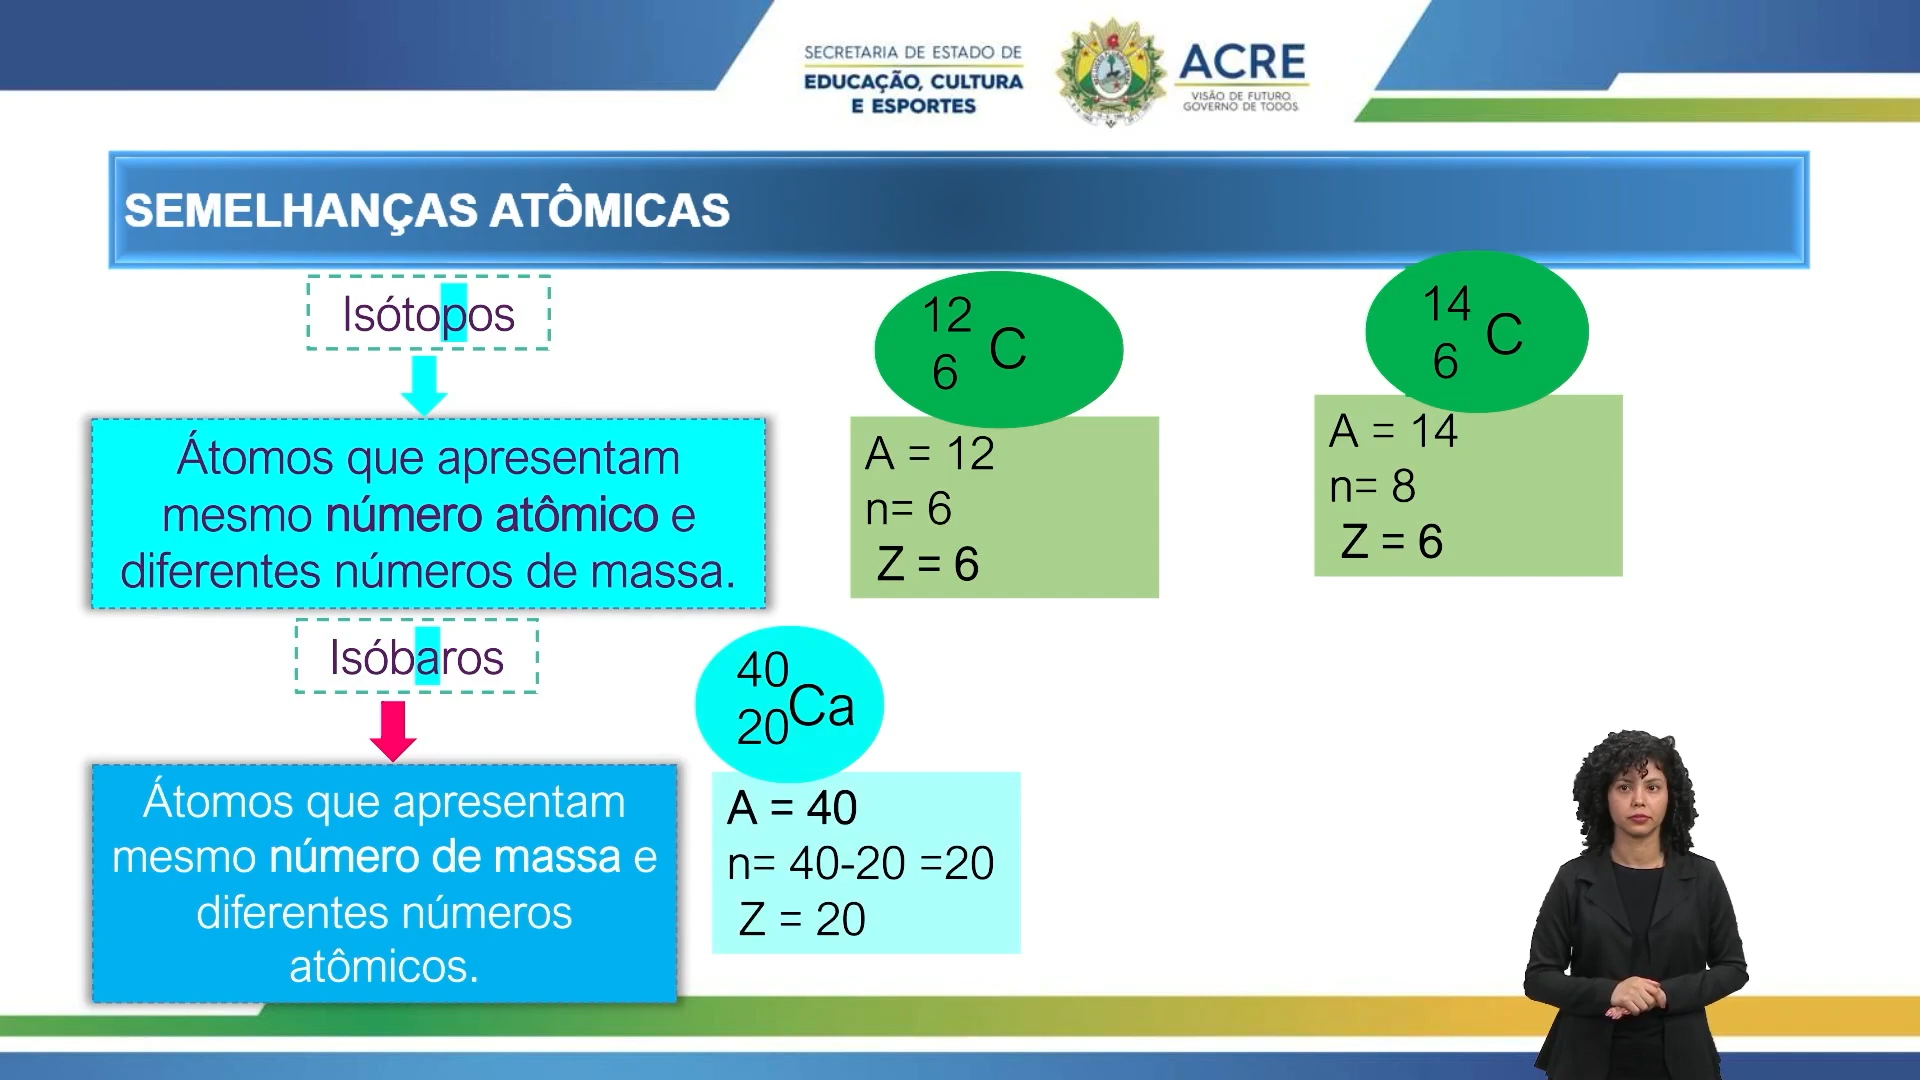 SECRETARIA DE ESTADO DE
EDUCAÇÃO, CULTURA
E ESPORTES
ACRE
VISÃO DE FUTURO.
GOVERNO DE TODOS.
SEMELHANÇAS ATÔMICAS
Isótopos
Átomos que apresentam
mesmo número atômico e
diferentes números de massa.
12
6 C
A = 12
n= 6
Z = 6
14
6 C
A = 14
n= 8
Z = 6
Isóbaros
Átomos que apresentam
mesmo número de massa e
diferentes números
atômicos.
40
20 Ca
A = 40
n= 40-20 =20
Z = 20